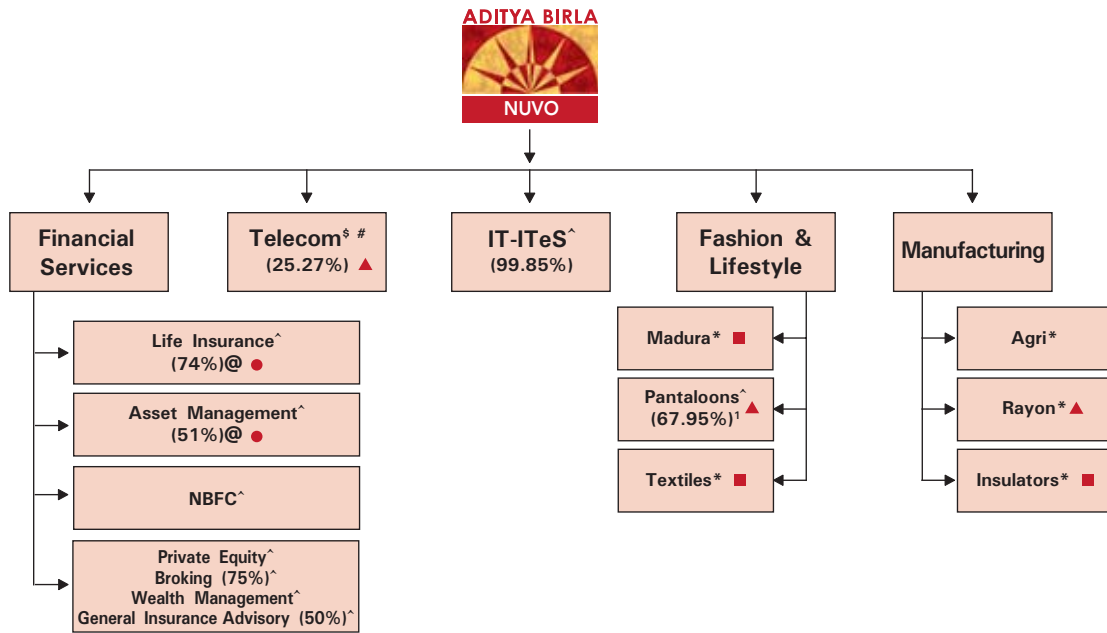 ADITYA BIRLA
NUVO
Financial
Services
Telecom$ #
(25.27%) ▲
IT-ITeS^
(99.85%)
Fashion &
Lifestyle
Manufacturing
Life Insurance^
(74%)@ ●
Asset Management^
(51%)@ ●
NBFC^
Private Equity^
Broking (75%)^
Wealth Management^
General Insurance Advisory (50%)^
Madura* ■
Pantaloons^
(67.95%)¹ ▲
Textiles* ■
Agri*
Rayon* ▲
Insulators* ■